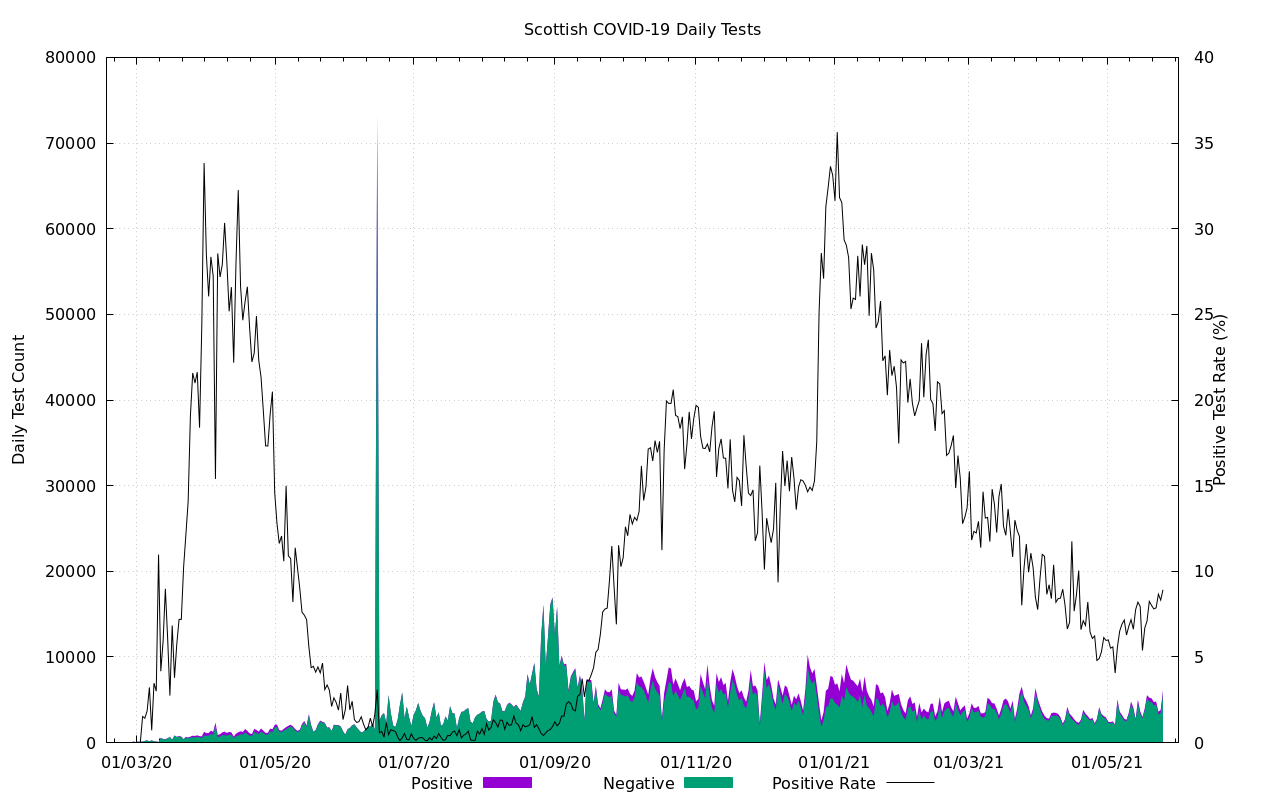 Scottish COVID-19 Daily Tests
80000 40
70000 35
60000 30
50000 25
40000 20
30000 15
20000 10
10000 5
0 0
Daily Test Count
Positive Test Rate (%)
01/03/20 01/05/20 01/07/20 01/09/20 01/11/20 01/01/21 01/03/21 01/05/21
Positive Negative Positive Rate